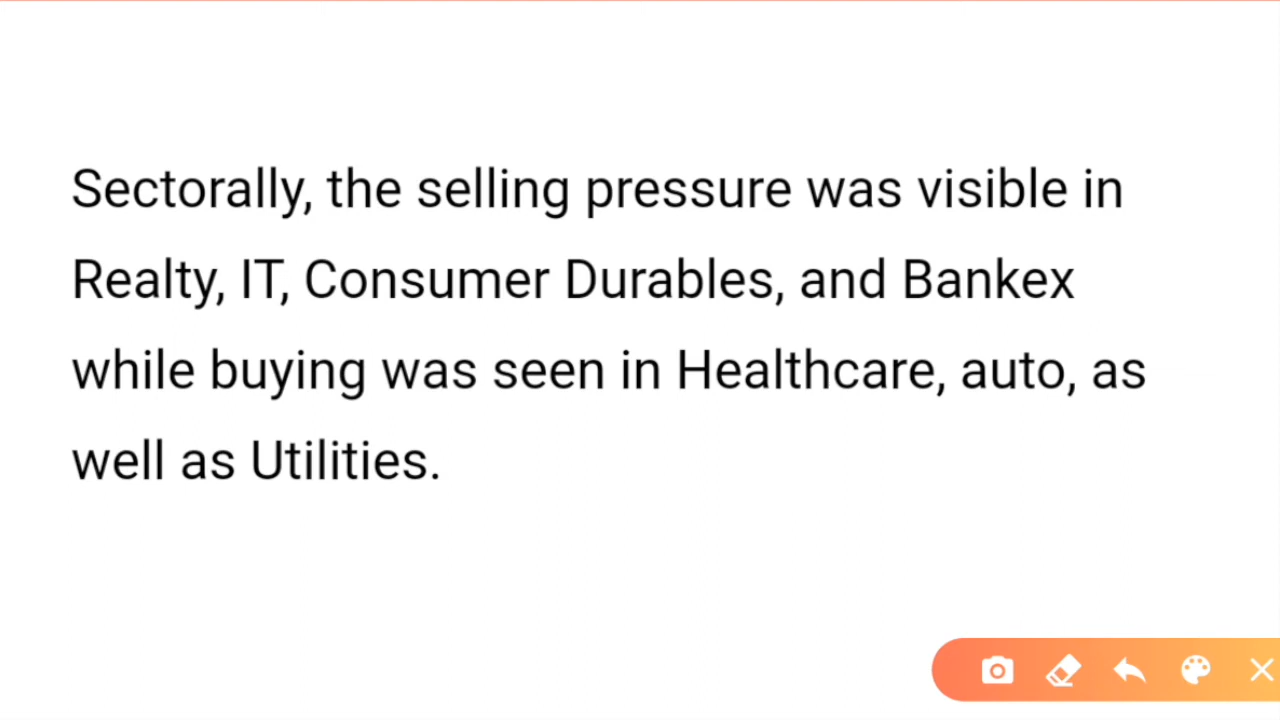 Sectorally, the selling pressure was visible in
Realty, IT, Consumer Durables, and Bankex
while buying was seen in Healthcare, auto, as
well as Utilities.